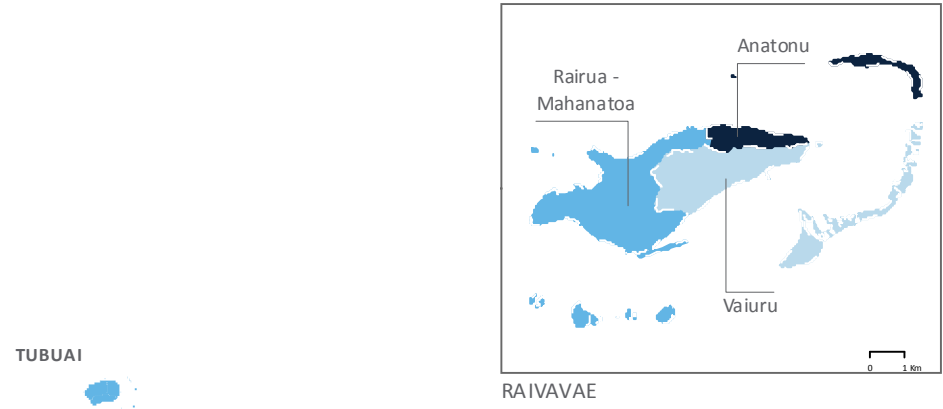 Anatonu
Rairua -
Mahanatoa
Vaiuru
TUBUAI
0 1 Km
RAIVAVAE